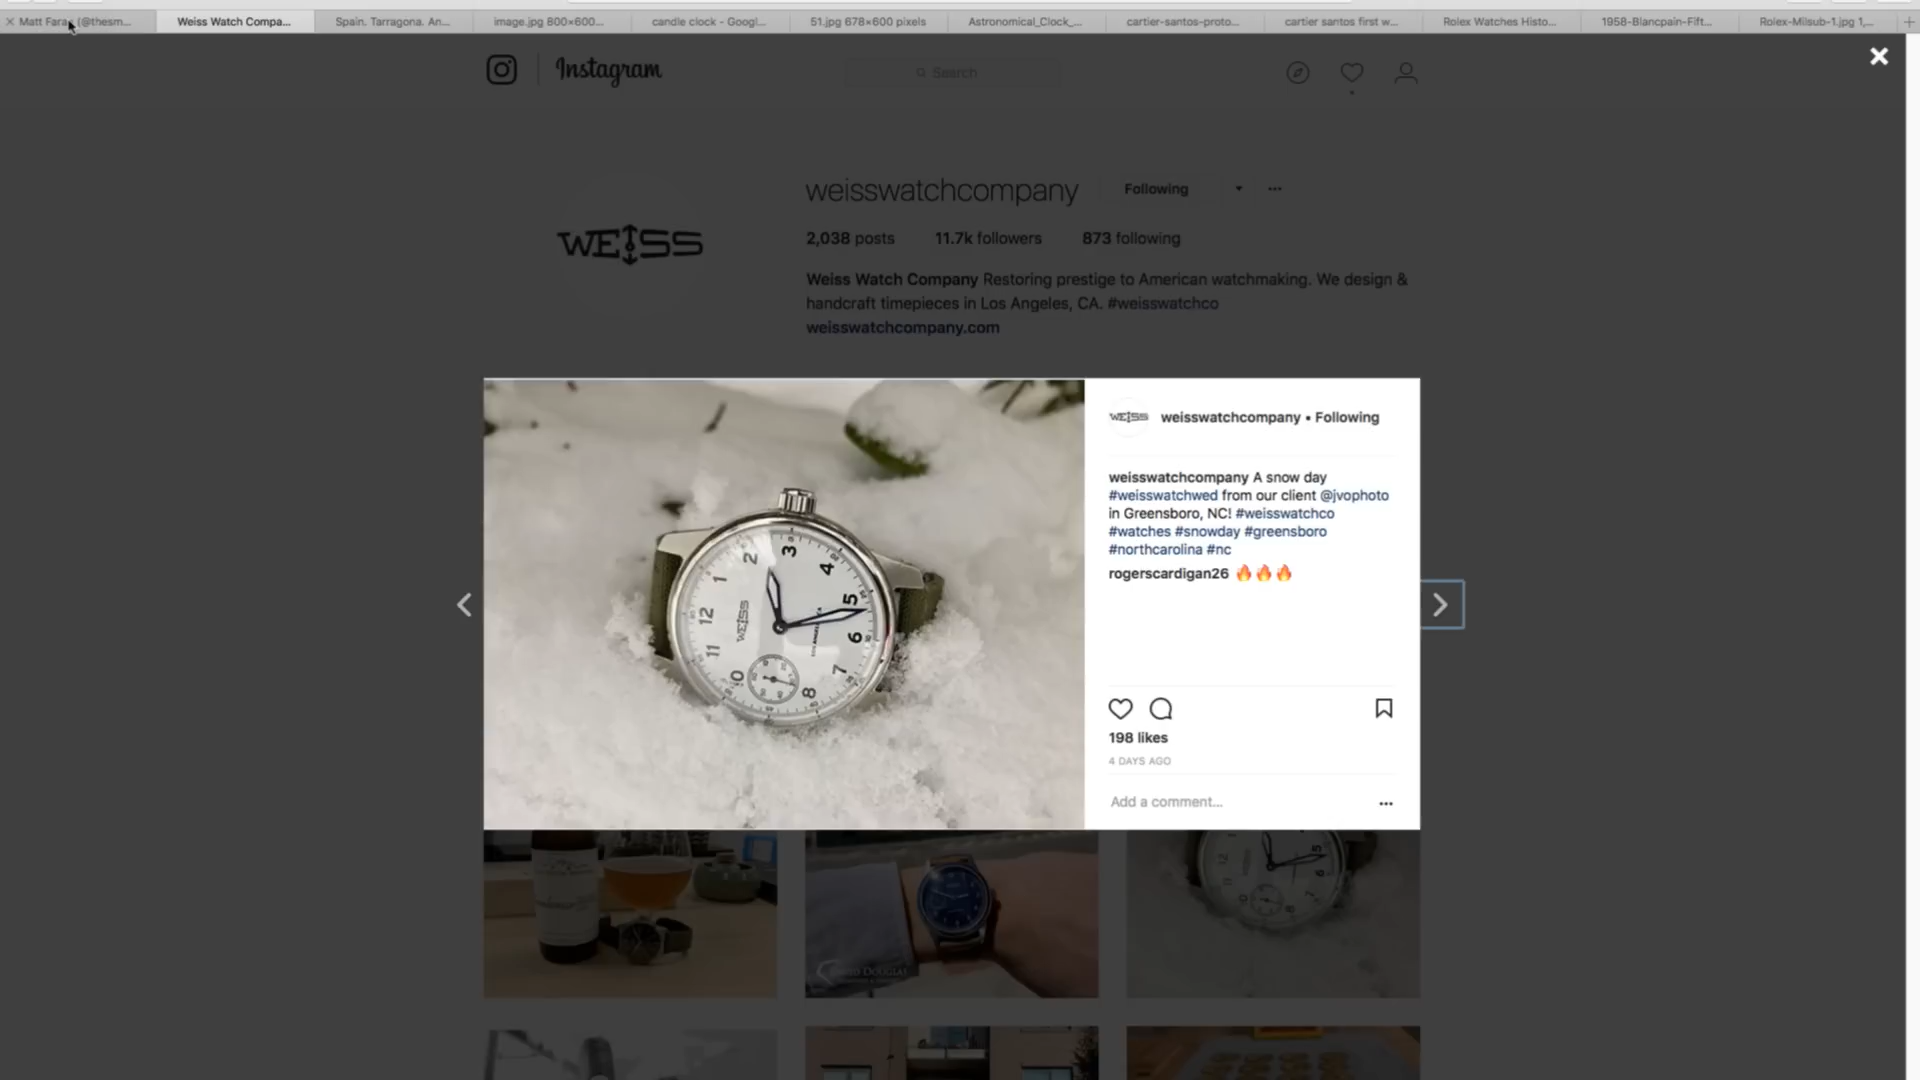 Matt Fara (@thesm...
Weiss Watch Compa...
Spain. Tarragona. An...
image.jpg 800×600...
candle clock - Googl...
51.jpg 678×600 pixels
Astronomical_Clock_...
cartier-santos-proto...
cartier santos first w...
Rolex Watches Histo...
1958-Blancpain-Fift...
Rolex-Milsub-1.jpg 1,...
Instagram
Search
weisswatchcompany Following
WEISS
2,038 posts 11.7k followers 873 following
Weiss Watch Company Restoring prestige to American watchmaking. We design &
handcraft timepieces in Los Angeles, CA. #weisswatchco
weisswatchcompany.com
WEISS weisswatchcompany • Following
weisswatchcompany A snow day
#weisswatchwed from our client @jvophoto
in Greensboro, NC! #weisswatchco
#watches #snowday #greensboro
#northcarolina #nc
rogerscardigan26 🔥🔥🔥
198 likes
4 DAYS AGO
Add a comment...
1 2 3 4 5 6 7 8 10 11 12
WEISS